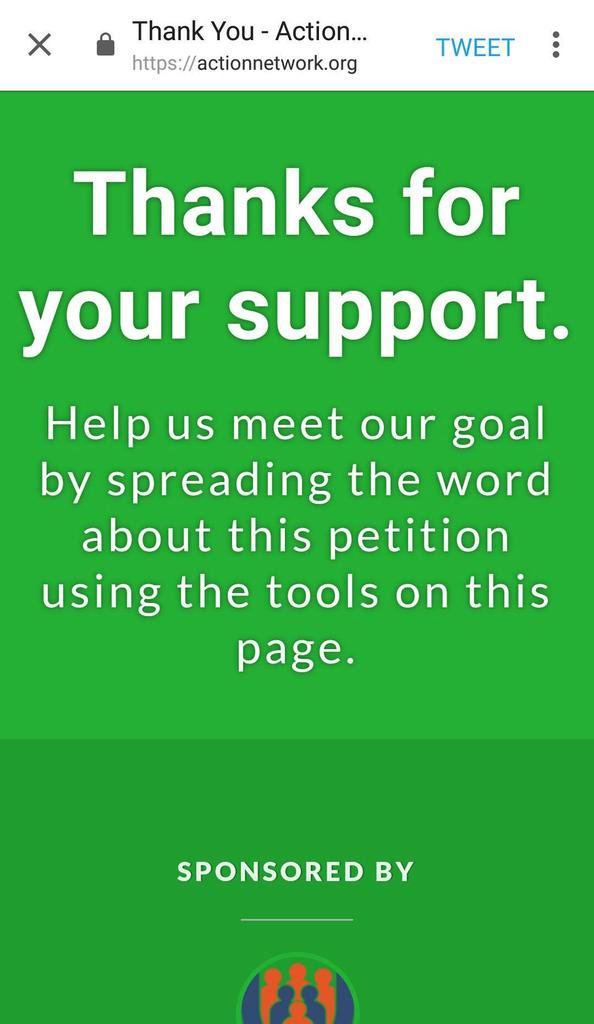 Thank You - Action...
https://actionnetwork.org
TWEET
Thanks for
your support.
Help us meet our goal
by spreading the word
about this petition
using the tools on this
page.
SPONSORED BY